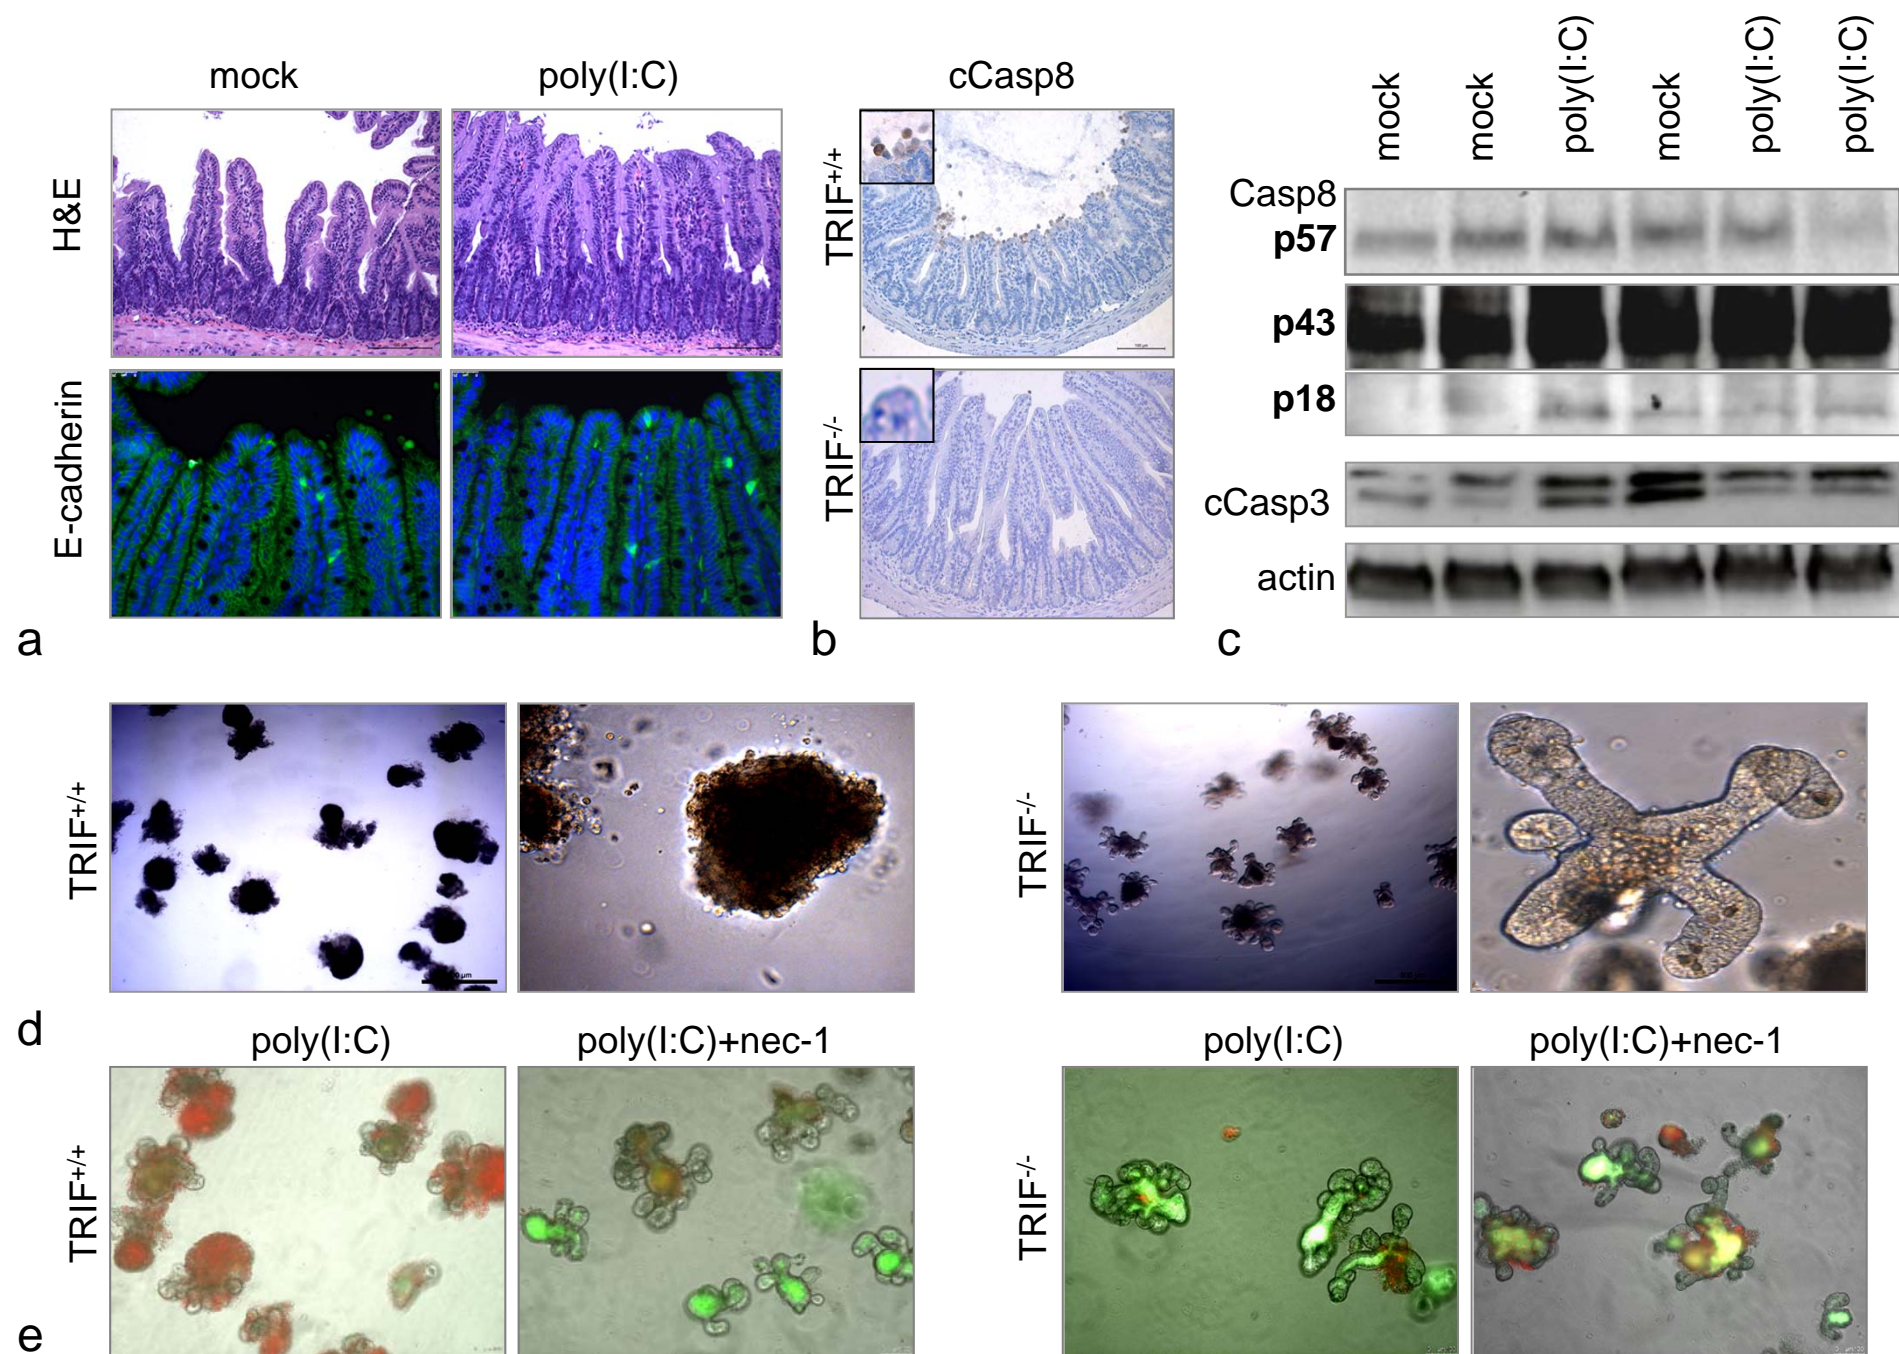 mock
poly(I:C)
H&E
E-cadherin
a
cCasp8
TRIF+/+
TRIF-/-
b
mock
mock
poly(I:C)
mock
poly(I:C)
poly(I:C)
Casp8
p57
p43
p18
cCasp3
actin
c
TRIF+/+
TRIF-/-
d
poly(I:C)
poly(I:C)+nec-1
poly(I:C)
poly(I:C)+nec-1
TRIF+/+
TRIF-/-
e